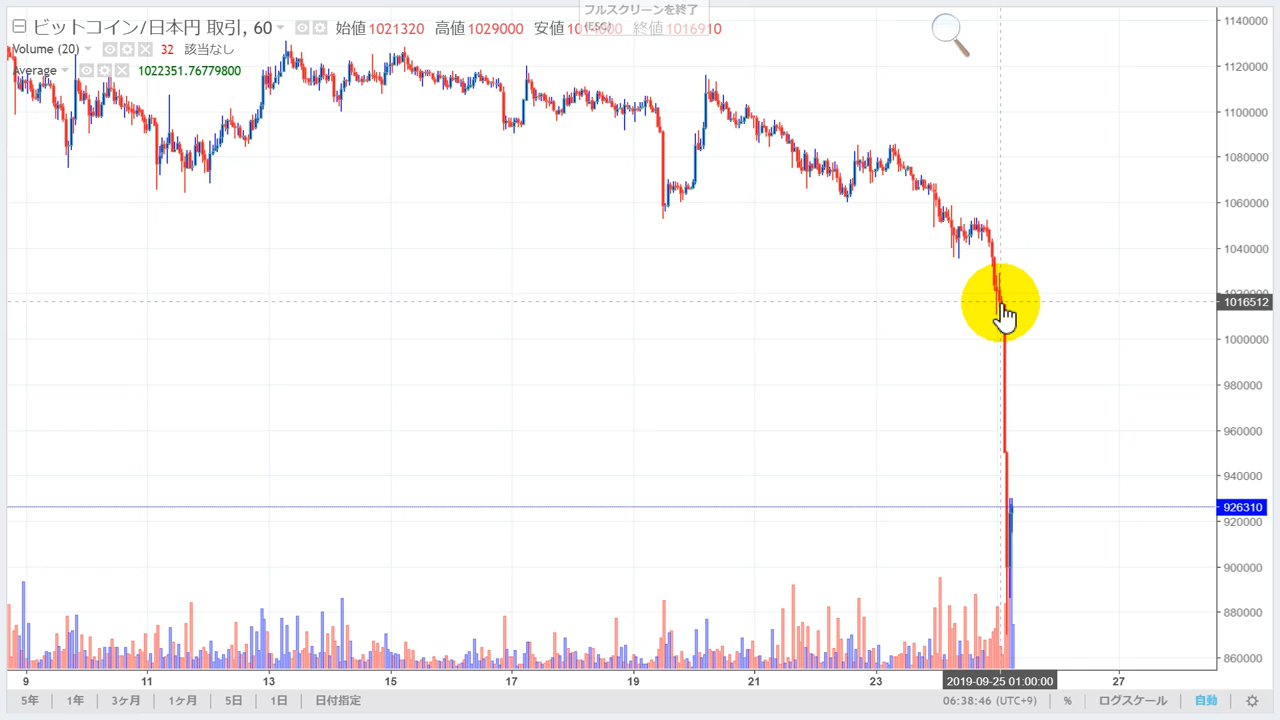 フルスクリーンを終了
(ESC)
ビットコイン/日本円 取引, 60 始値 1021320 高値 1029000 安値 1014000 終値 1016910
Volume (20) 32 該当なし
Average 1022351.76779800
1140000
1120000
1100000
1080000
1060000
1040000
1020000
1016512
1000000
980000
960000
940000
926310
920000
900000
880000
860000
9 11 13 15 17 19 21 23 2019-09-25 01:00:00 27
5年 1年 3ヶ月 1ヶ月 5日 1日 日付指定 06:38:46 (UTC+9) % ログスケール 自動